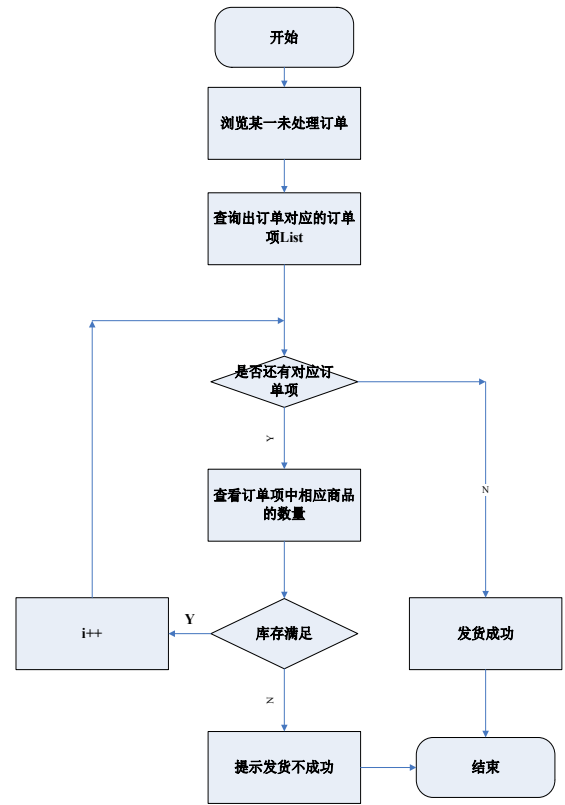 开始
浏览某一未处理订单
查询出订单对应的订单
项List
是否还有对应订
单项
Y
查看订单项中相应商品
的数量
N
i++
Y
库存满足
发货成功
N
提示发货不成功
结束